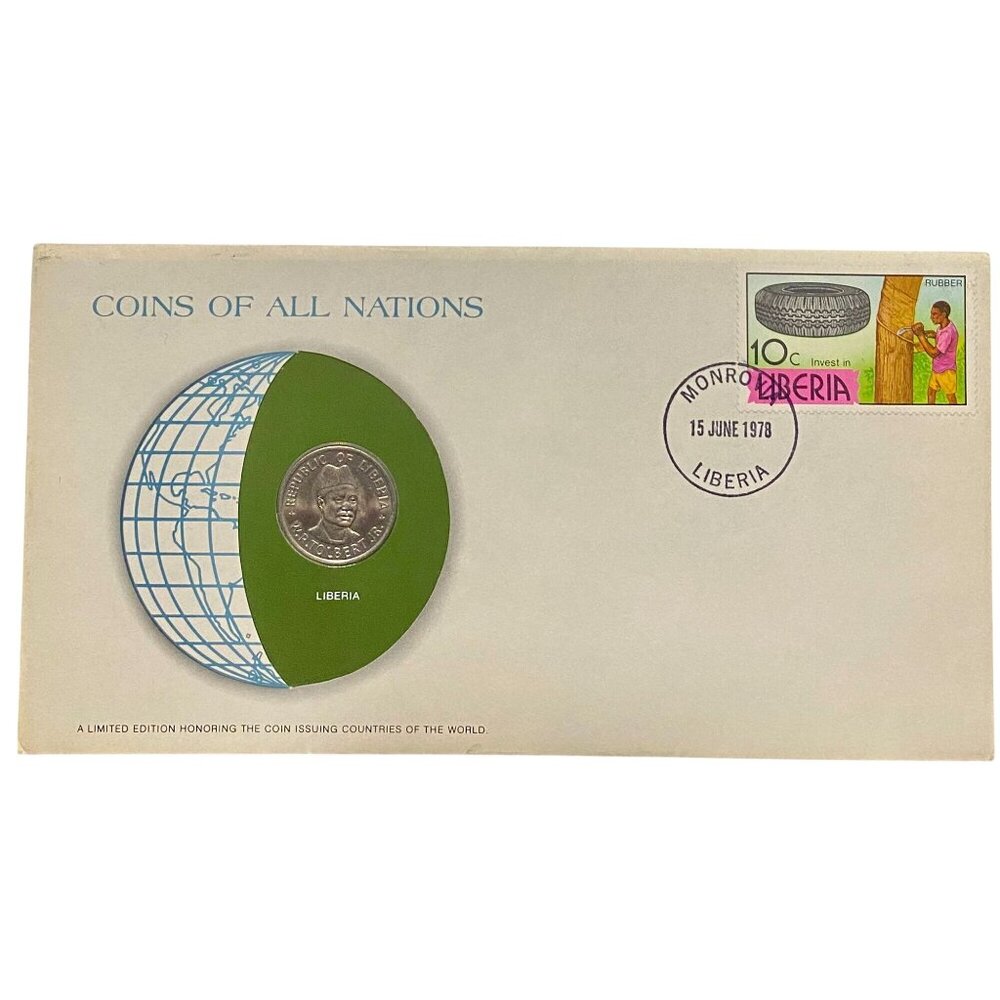 COINS OF ALL NATIONS
RUBBER
10c
Invest in
LIBERIA
MONROVIA
15 JUNE 1978
LIBERIA
★ REPUBLIC OF LIBERIA ★
W.R. TOLBERT JR.
LIBERIA
A LIMITED EDITION HONORING THE COIN ISSUING COUNTRIES OF THE WORLD.